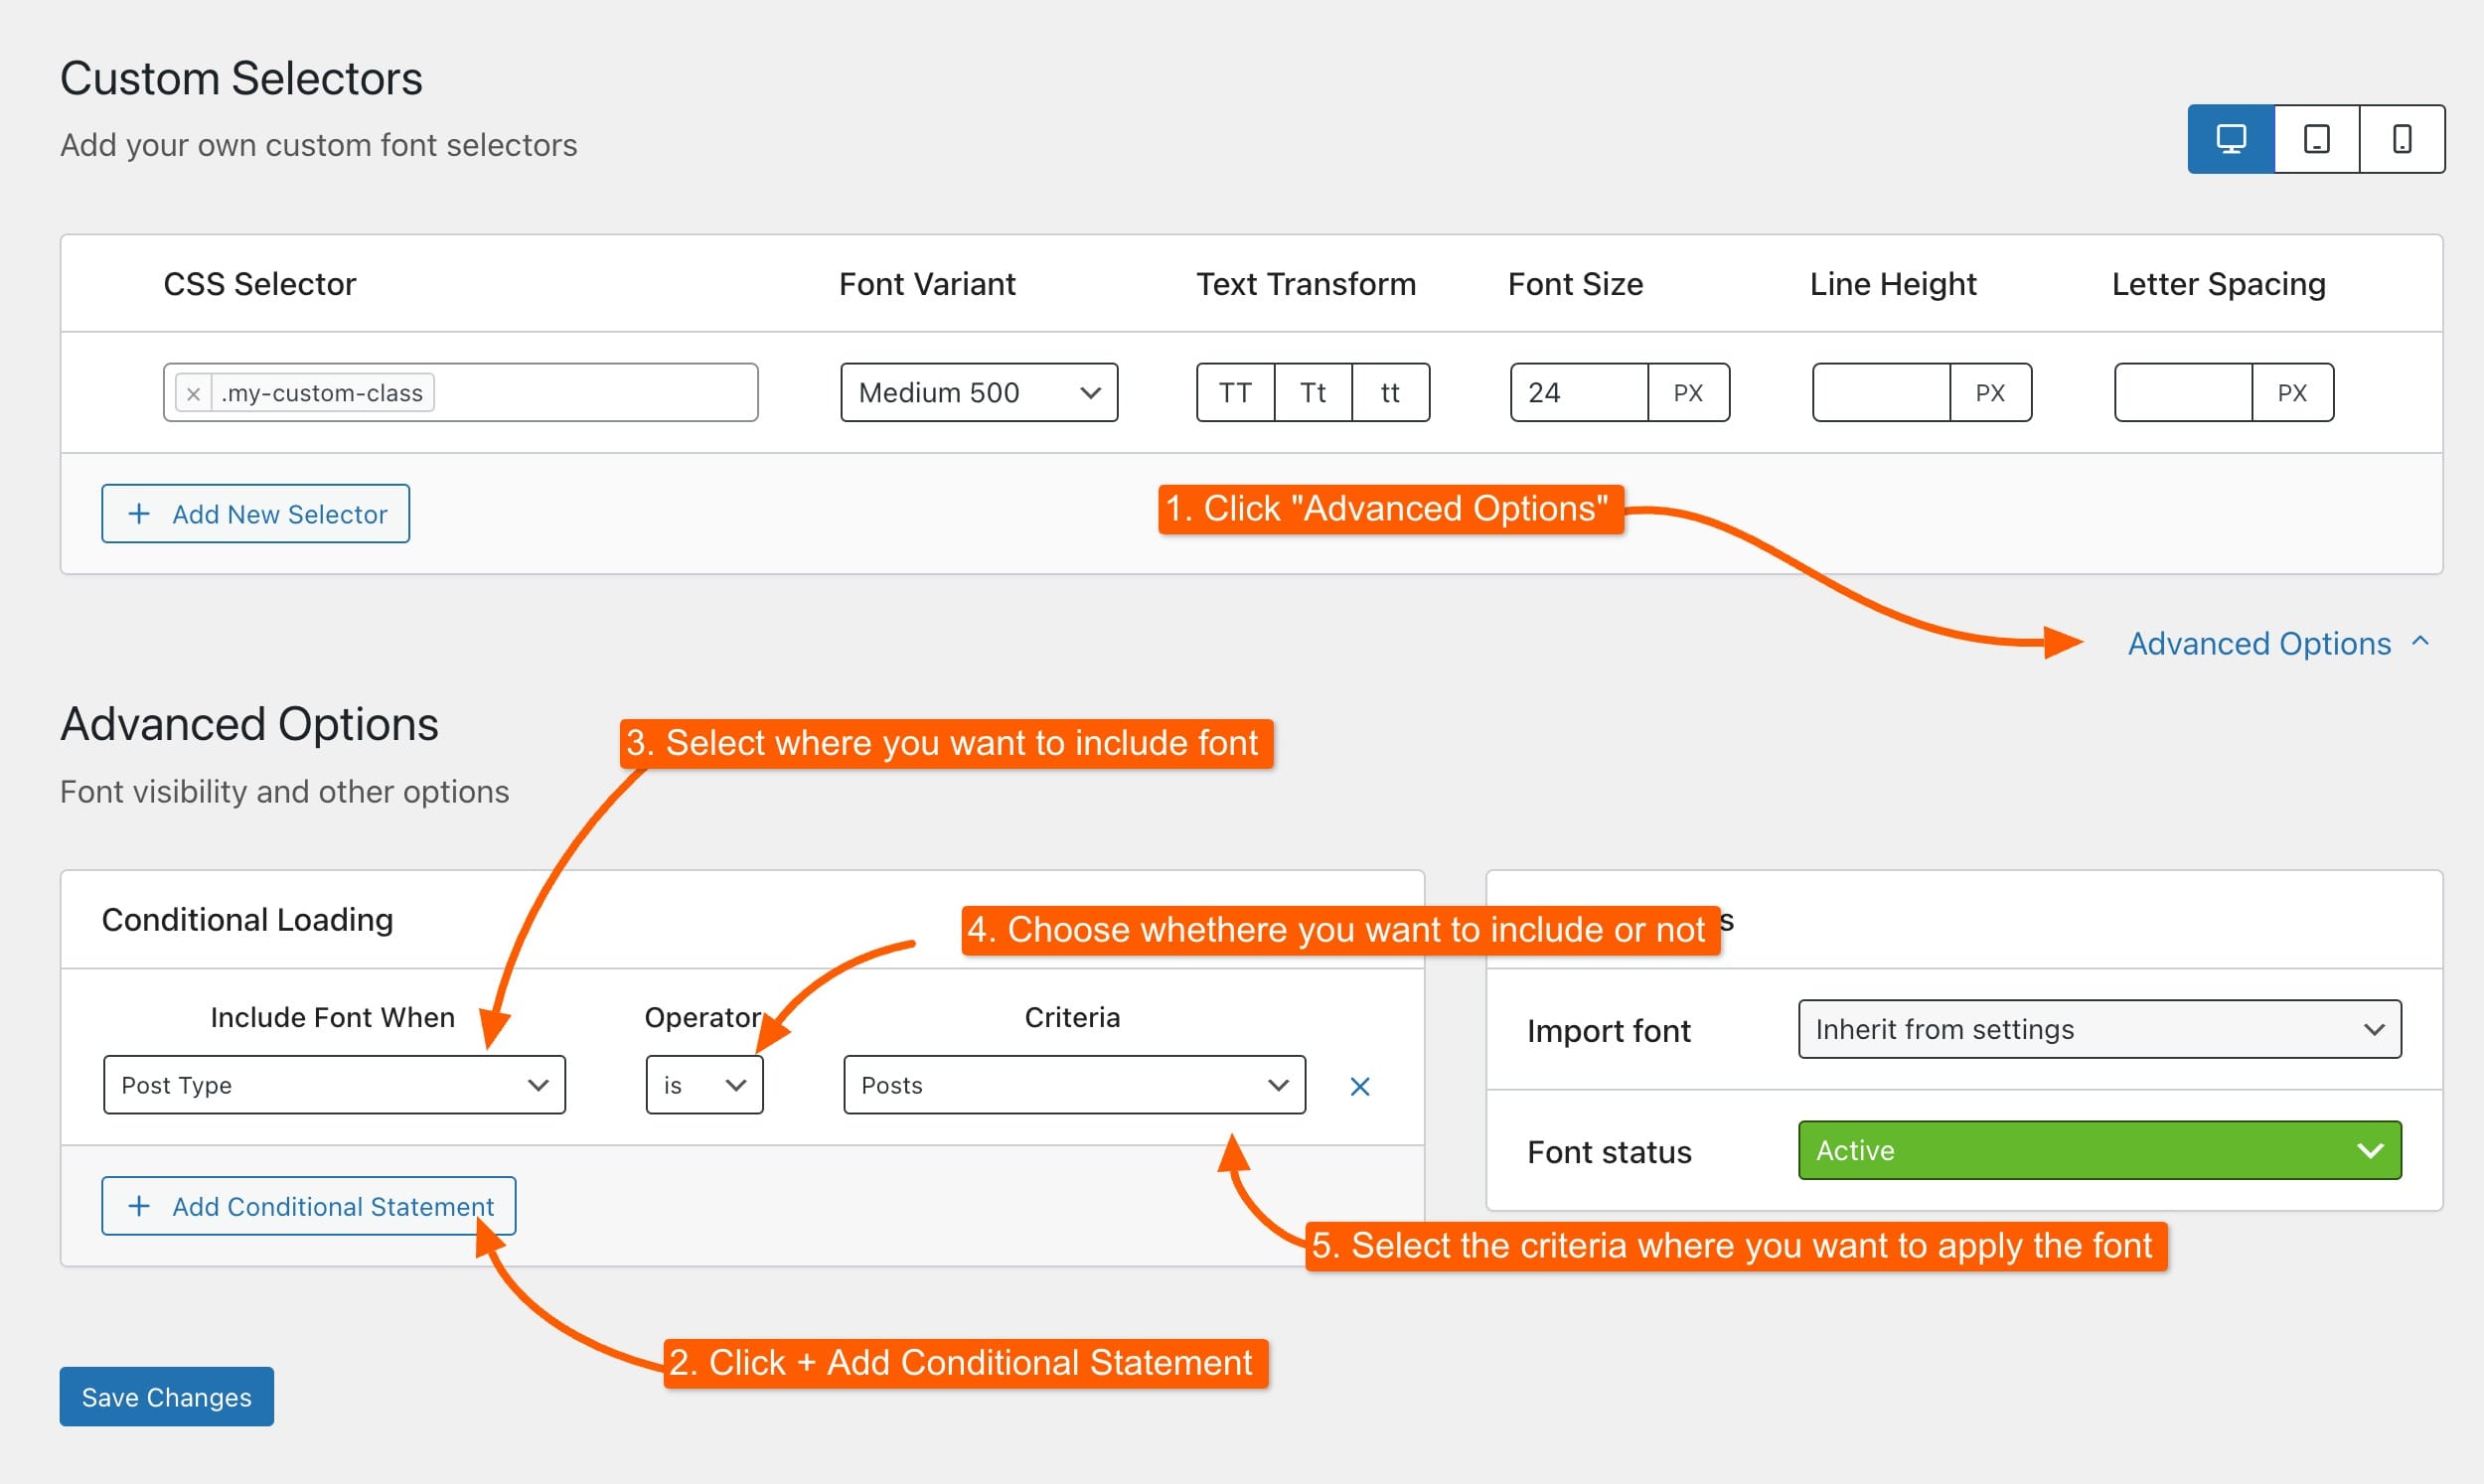 Custom Selectors
Add your own custom font selectors
CSS Selector Font Variant Text Transform Font Size Line Height Letter Spacing
× .my-custom-class Medium 500 TT Tt tt 24 PX PX PX
+ Add New Selector
1. Click "Advanced Options"
Advanced Options
Advanced Options
3. Select where you want to include font
Font visibility and other options
Conditional Loading
4. Choose whethere you want to include or not
Include Font When Operator Criteria
Post Type is Posts
Import font Inherit from settings
Font status Active
+ Add Conditional Statement
5. Select the criteria where you want to apply the font
2. Click + Add Conditional Statement
Save Changes